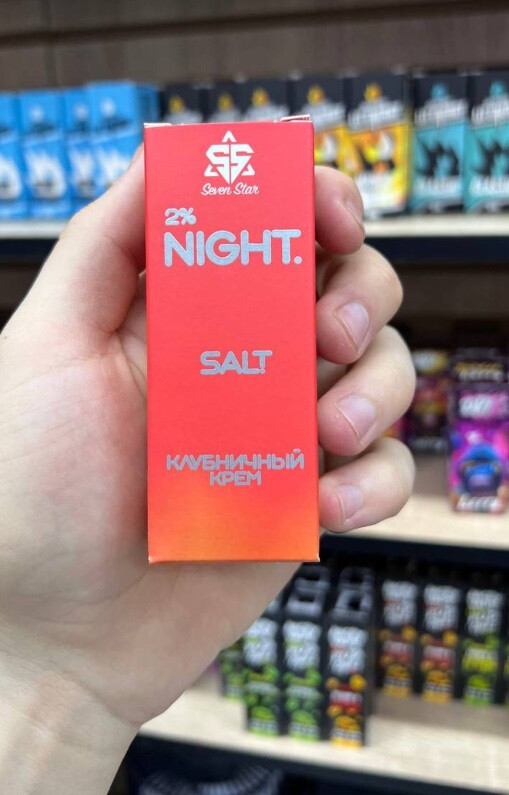 Seven Star
2%
NIGHT.
SALT
КЛУБНИЧНЫЙ
КРЕМ